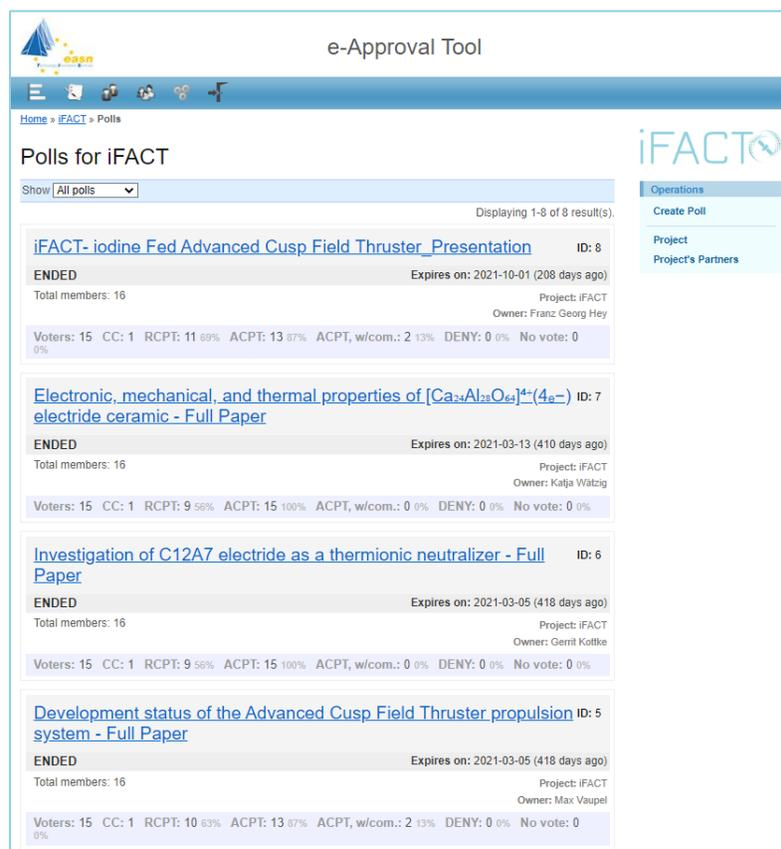 easn
e-Approval Tool
Home » iFACT » Polls
iFACT
Polls for iFACT
Show All polls
Displaying 1-8 of 8 result(s).
Operations
Create Poll
Project
Project's Partners
iFACT- iodine Fed Advanced Cusp Field Thruster_Presentation ID: 8
ENDED Expires on: 2021-10-01 (208 days ago)
Total members: 16 Project: iFACT
Owner: Franz Georg Hey
Voters: 15 CC: 1 RCPT: 11 69% ACPT: 13 87% ACPT, w/com.: 2 13% DENY: 0 0% No vote: 0
0%
Electronic, mechanical, and thermal properties of [Ca₂₄Al₂₈O₆₄]⁴⁺(4ₑ−) ID: 7
electride ceramic - Full Paper
ENDED Expires on: 2021-03-13 (410 days ago)
Total members: 16 Project: iFACT
Owner: Katja Wätzig
Voters: 15 CC: 1 RCPT: 9 56% ACPT: 15 100% ACPT, w/com.: 0 0% DENY: 0 0% No vote: 0 0%
Investigation of C12A7 electride as a thermionic neutralizer - Full ID: 6
Paper
ENDED Expires on: 2021-03-05 (418 days ago)
Total members: 16 Project: iFACT
Owner: Gerrit Kottke
Voters: 15 CC: 1 RCPT: 9 56% ACPT: 15 100% ACPT, w/com.: 0 0% DENY: 0 0% No vote: 0 0%
Development status of the Advanced Cusp Field Thruster propulsion ID: 5
system - Full Paper
ENDED Expires on: 2021-03-05 (418 days ago)
Total members: 16 Project: iFACT
Owner: Max Vaupel
Voters: 15 CC: 1 RCPT: 10 63% ACPT: 13 87% ACPT, w/com.: 2 13% DENY: 0 0% No vote: 0
0%